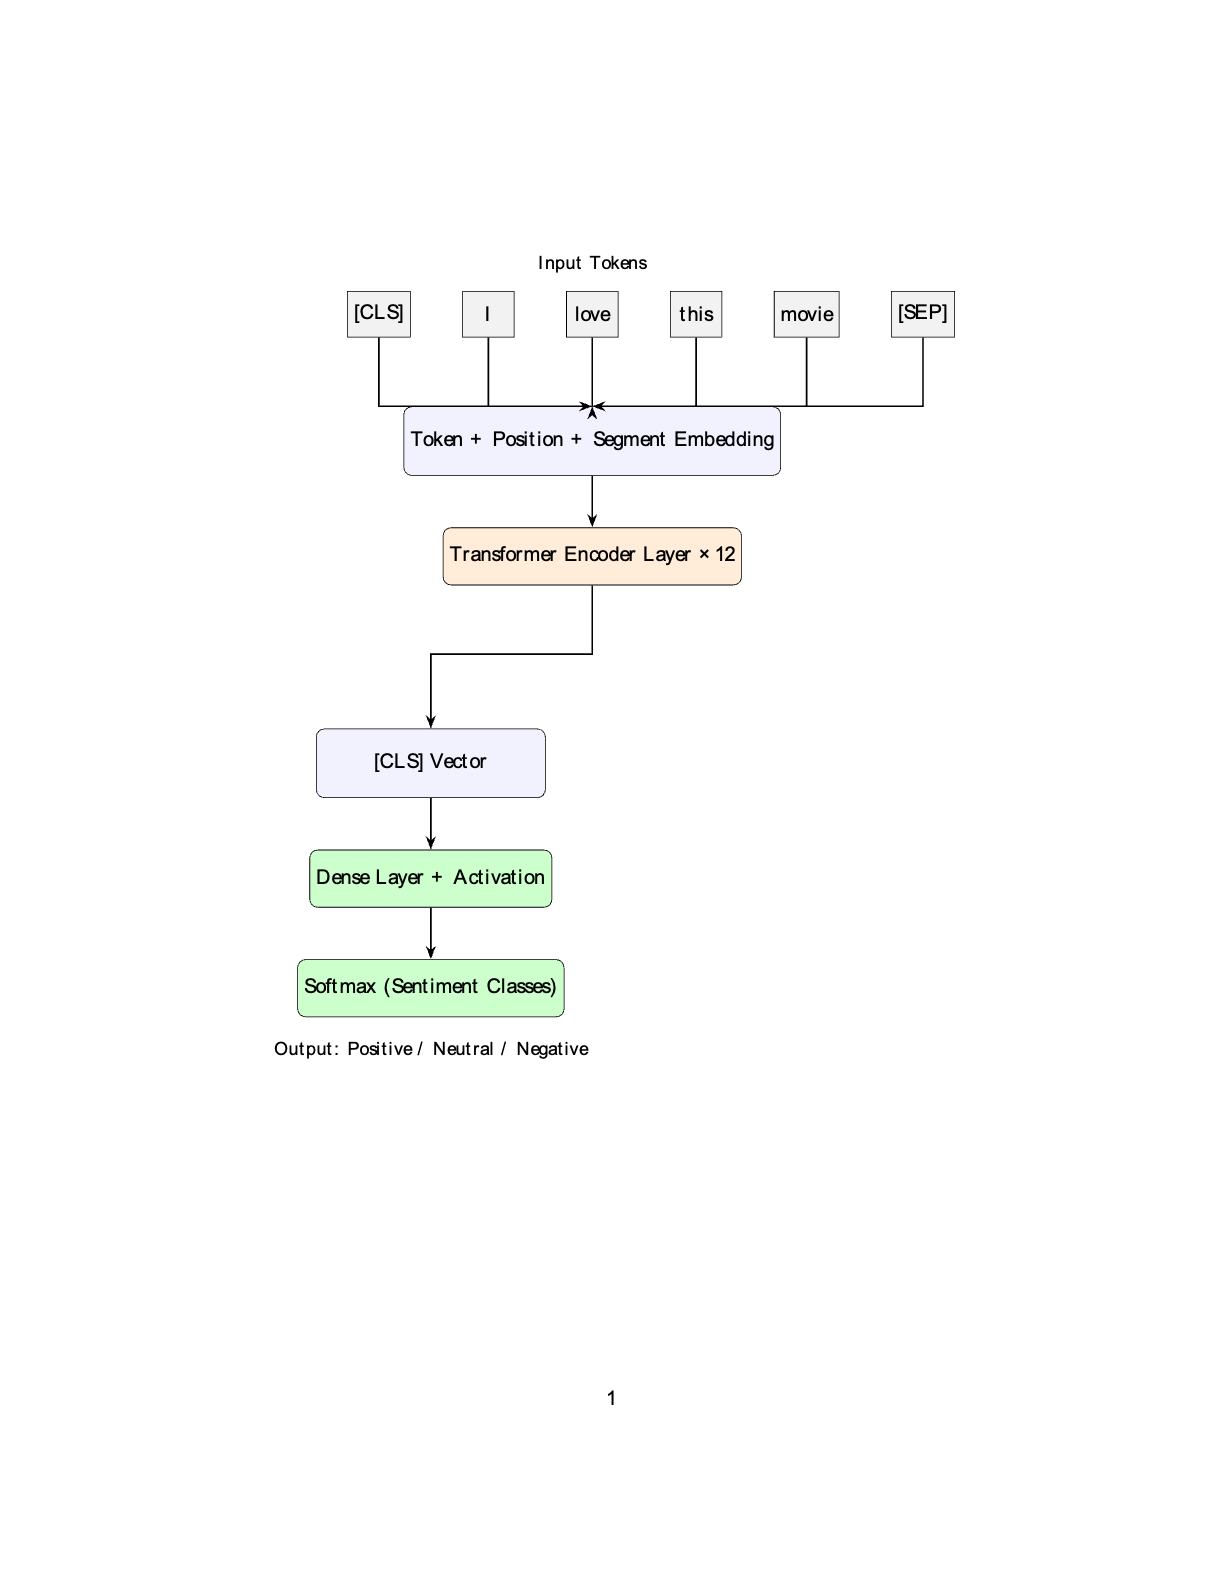 Input Tokens
[CLS] I love this movie [SEP]
Token + Position + Segment Embedding
Transformer Encoder Layer × 12
[CLS] Vector
Dense Layer + Activation
Softmax (Sentiment Classes)
Output: Positive / Neutral / Negative
1